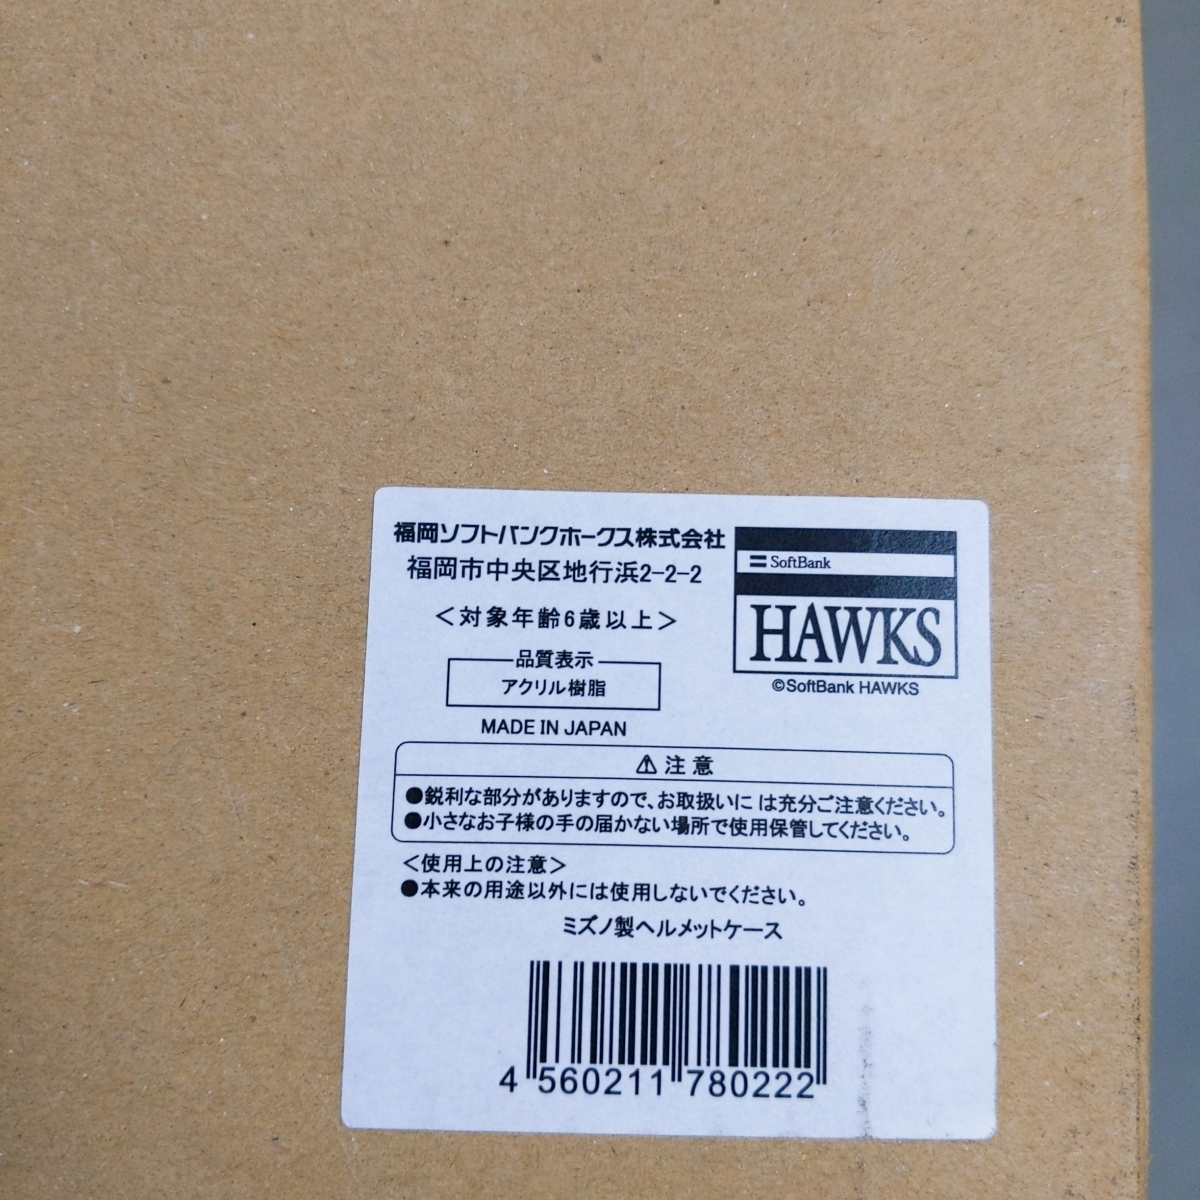 福岡ソフトバンクホークス株式会社
福岡市中央区地行浜2-2-2
<対象年齢6歳以上>
品質表示
アクリル樹脂
MADE IN JAPAN
SoftBank
HAWKS
©SoftBank HAWKS
⚠注意
●鋭利な部分がありますので、お取扱いに は充分ご注意ください。
●小さなお子様の手の届かない場所で使用保管してください。
<使用上の注意>
●本来の用途以外には使用しないでください。
ミズノ製ヘルメットケース
4 560211 780222